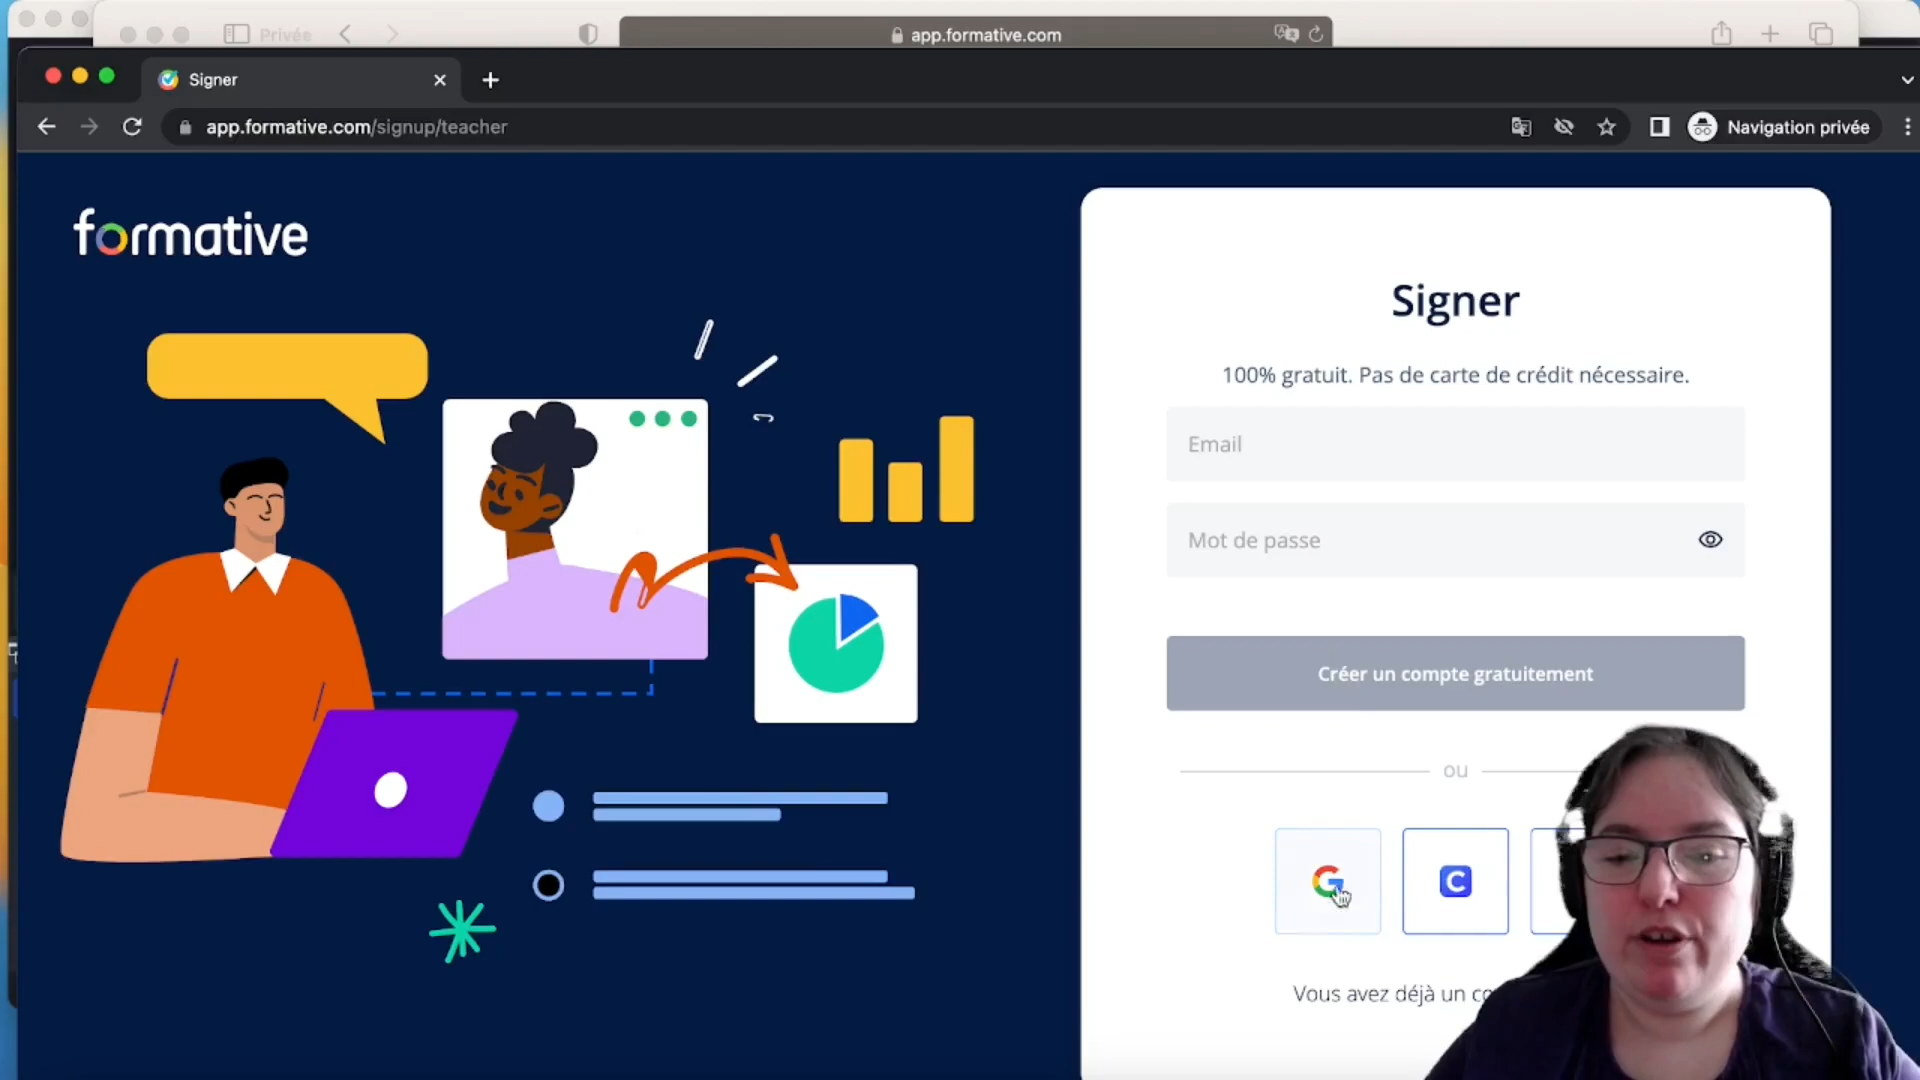 Privée
app.formative.com
Signer
app.formative.com/signup/teacher
Navigation privée
formative
Signer
100% gratuit. Pas de carte de crédit nécessaire.
Email
Mot de passe
Créer un compte gratuitement
ou
Vous avez déjà un